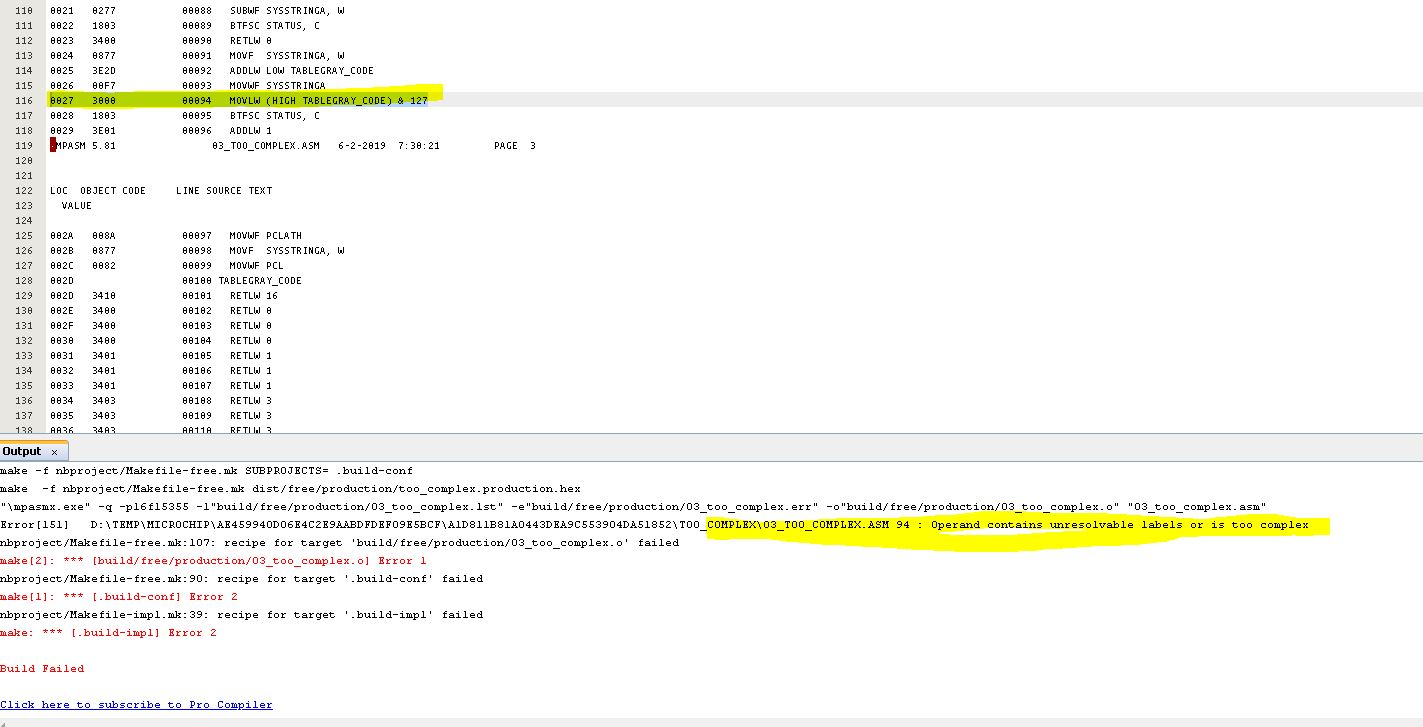 110 0021 0277 00088 SUBWF SYSSTRINGA, W
111 0022 1803 00089 BTFSC STATUS, C
112 0023 3400 00090 RETLW 0
113 0024 0877 00091 MOVF SYSSTRINGA, W
114 0025 3E2D 00092 ADDLW LOW TABLEGRAY_CODE
115 0026 00F7 00093 MOVWF SYSSTRINGA
116 0027 3000 00094 MOVLW (HIGH TABLEGRAY_CODE) & 127
117 0028 1803 00095 BTFSC STATUS, C
118 0029 3E01 00096 ADDLW 1
119 MPASM 5.81 03_TOO_COMPLEX.ASM 6-2-2019 7:30:21 PAGE 3
120
121
122 LOC OBJECT CODE LINE SOURCE TEXT
123 VALUE
124
125 002A 008A 00097 MOVWF PCLATH
126 002B 0877 00098 MOVF SYSSTRINGA, W
127 002C 0082 00099 MOVWF PCL
128 002D 00100 TABLEGRAY_CODE
129 002D 3410 00101 RETLW 16
130 002E 3400 00102 RETLW 0
131 002F 3400 00103 RETLW 0
132 0030 3400 00104 RETLW 0
133 0031 3401 00105 RETLW 1
134 0032 3401 00106 RETLW 1
135 0033 3401 00107 RETLW 1
136 0034 3403 00108 RETLW 3
137 0035 3403 00109 RETLW 3
138 0036 3403 00110 RETLW 3
Output ×
make -f nbproject/Makefile-free.mk SUBPROJECTS= .build-conf
make -f nbproject/Makefile-free.mk dist/free/production/too_complex.production.hex
"\mpasmx.exe" -q -p16f15355 -l"build/free/production/03_too_complex.lst" -e"build/free/production/03_too_complex.err" -o"build/free/production/03_too_complex.o" "03_too_complex.asm"
Error[151] D:\TEMP\MICROCHIP\AE459940D06E4C2E9AABDFDEF09E5BCF\A1D811B81A0443DEA9C553904DA51852\TOO_COMPLEX\03_TOO_COMPLEX.ASM 94 : Operand contains unresolvable labels or is too complex
nbproject/Makefile-free.mk:107: recipe for target 'build/free/production/03_too_complex.o' failed
make[2]: *** [build/free/production/03_too_complex.o] Error 1
nbproject/Makefile-free.mk:90: recipe for target '.build-conf' failed
make[1]: *** [.build-conf] Error 2
nbproject/Makefile-impl.mk:39: recipe for target '.build-impl' failed
make: *** [.build-impl] Error 2
Build Failed
Click here to subscribe to Pro Compiler